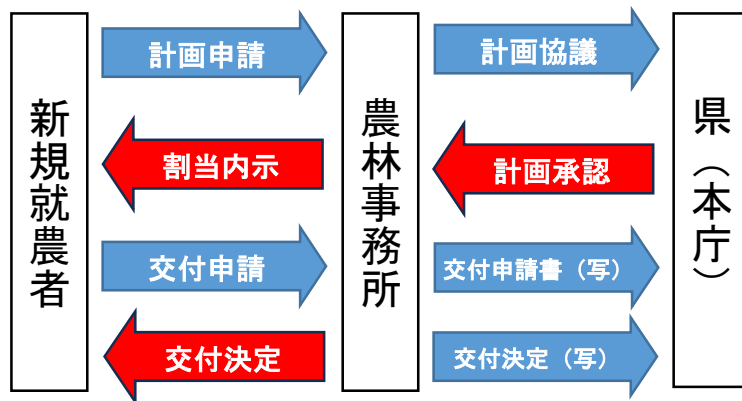 新規就農者
計画申請
割当内示
交付申請
交付決定
農林事務所
計画協議
計画承認
交付申請書（写）
交付決定（写）
県（本庁）